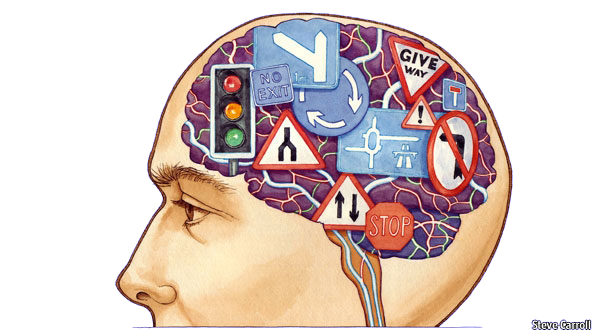 GIVE
WAY
NO
EXIT
T
!
STOP
Steve Carroll